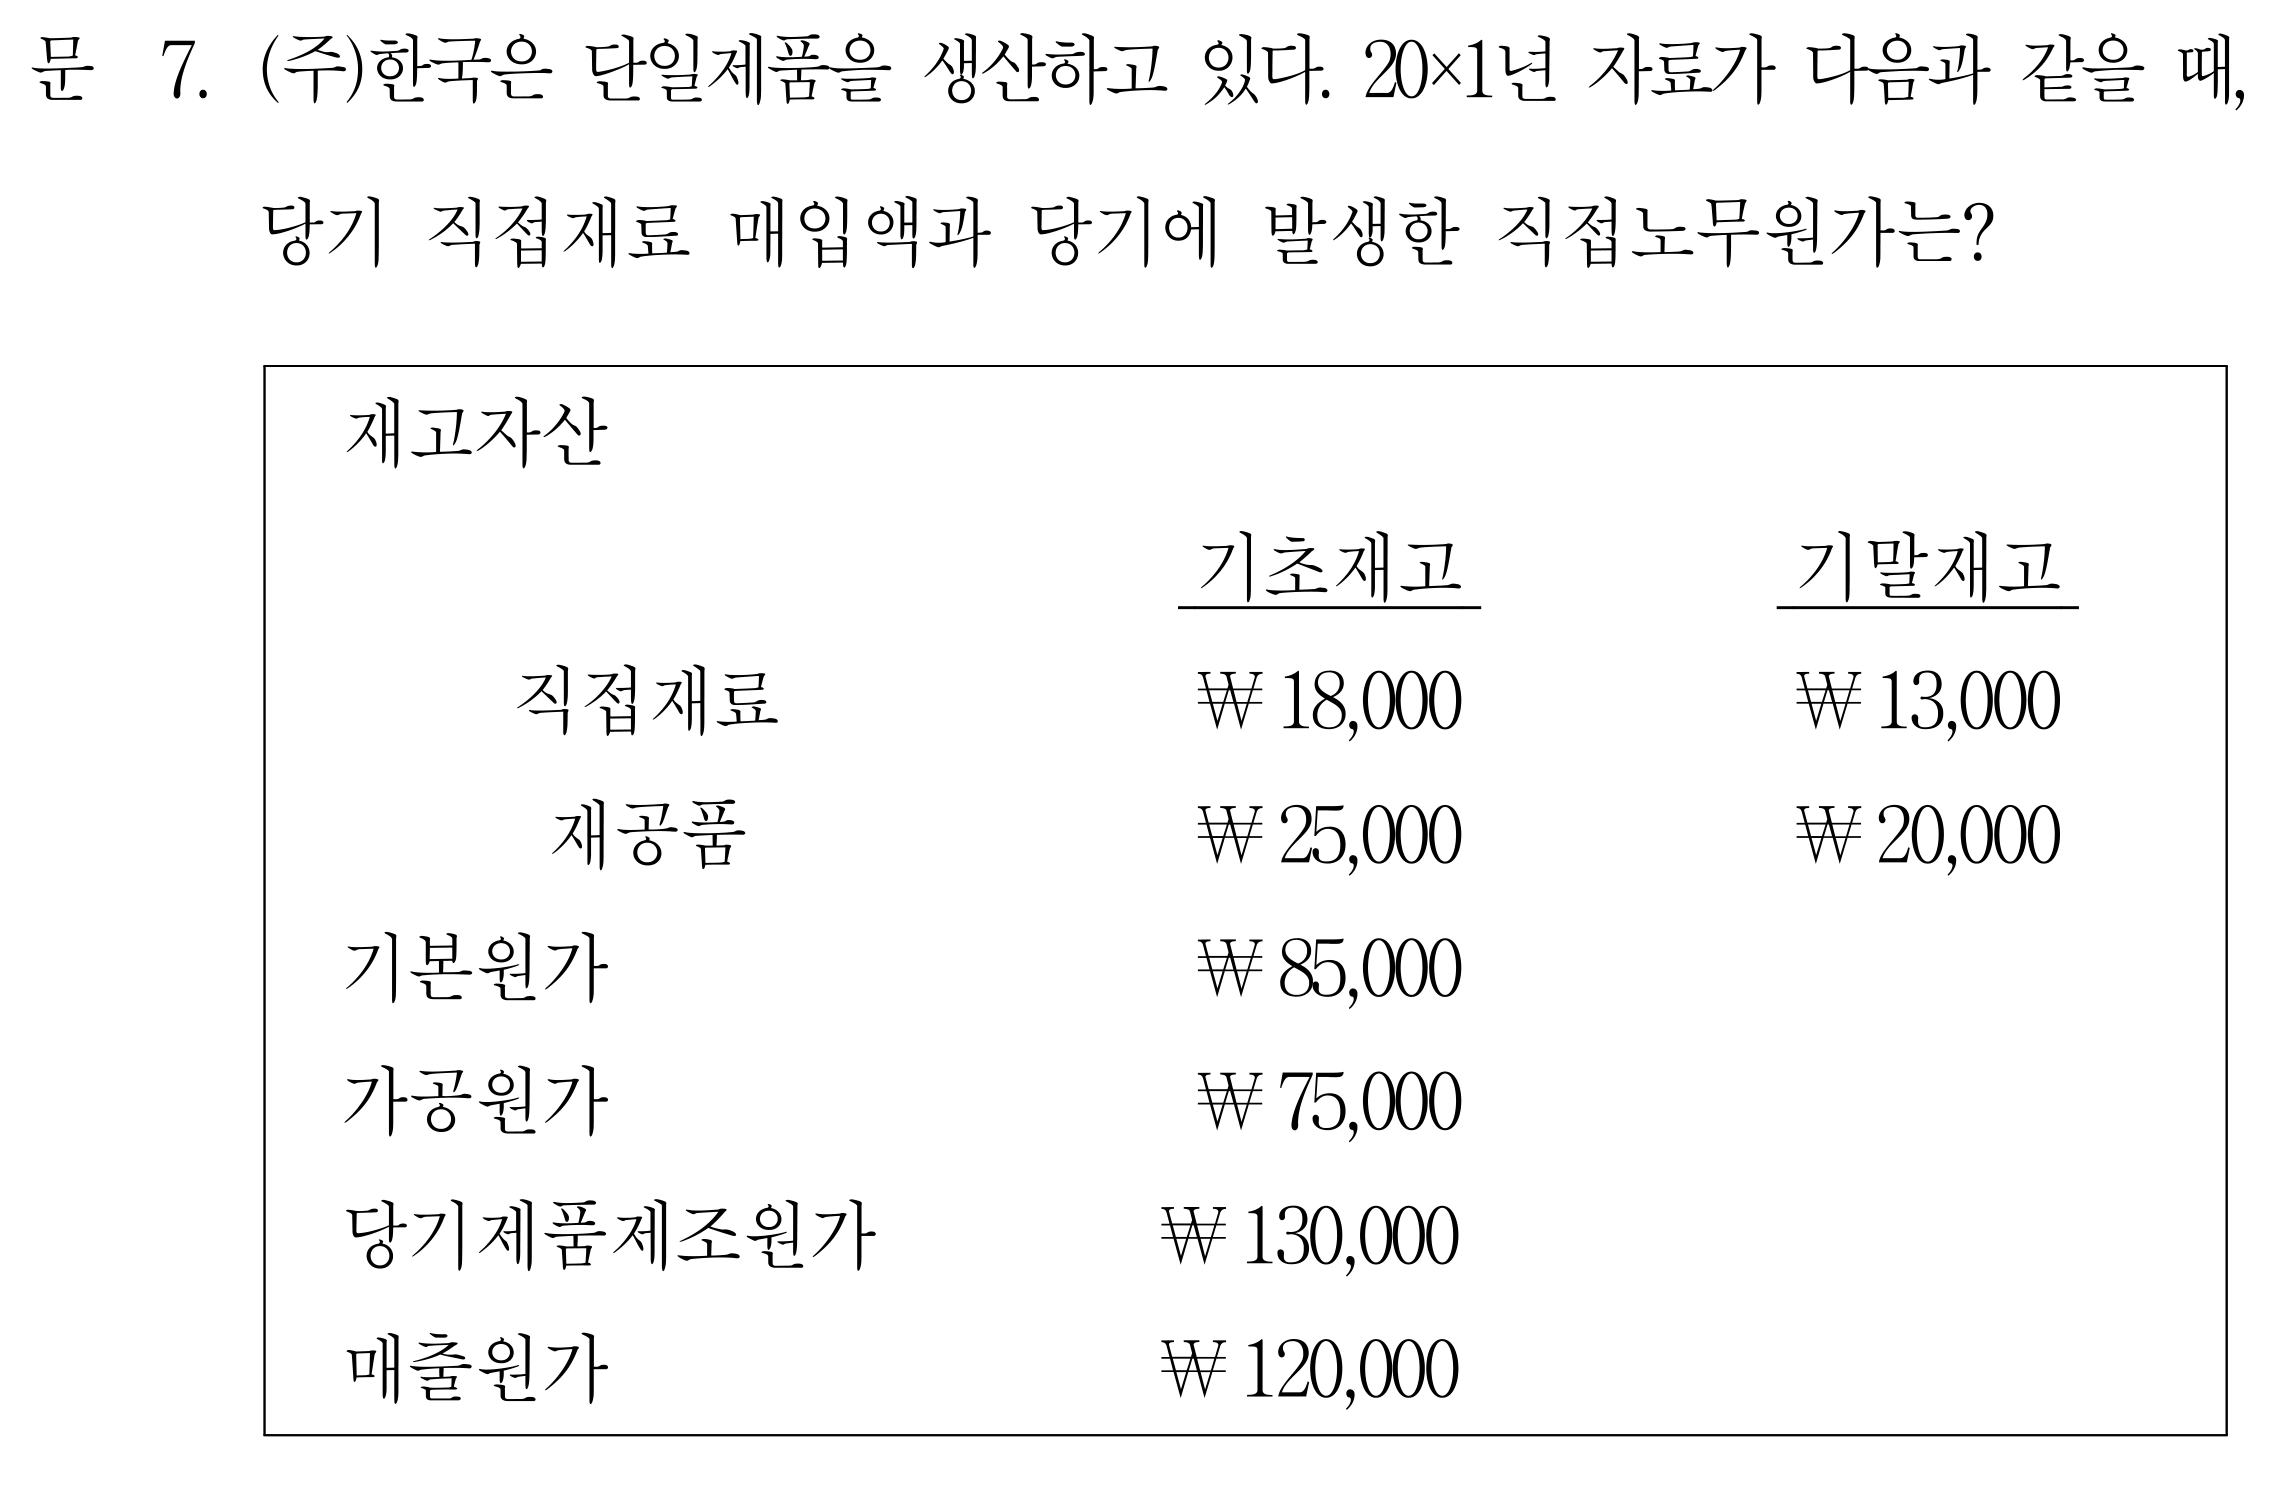 문 7. (주)한국은 단일제품을 생산하고 있다. 20×1년 자료가 다음과 같을 때,
당기 직접재료 매입액과 당기에 발생한 직접노무원가는?
재고자산
기초재고 기말재고
직접재료 ₩18,000 ₩13,000
재공품 ₩25,000 ₩20,000
기본원가 ₩85,000
가공원가 ₩75,000
당기제품제조원가 ₩130,000
매출원가 ₩120,000